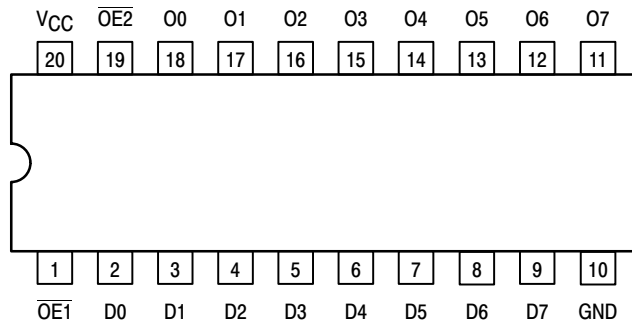 VCC O̅E̅2̅ O0 O1 O2 O3 O4 O5 O6 O7
20 19 18 17 16 15 14 13 12 11
1 2 3 4 5 6 7 8 9 10
O̅E̅1̅ D0 D1 D2 D3 D4 D5 D6 D7 GND